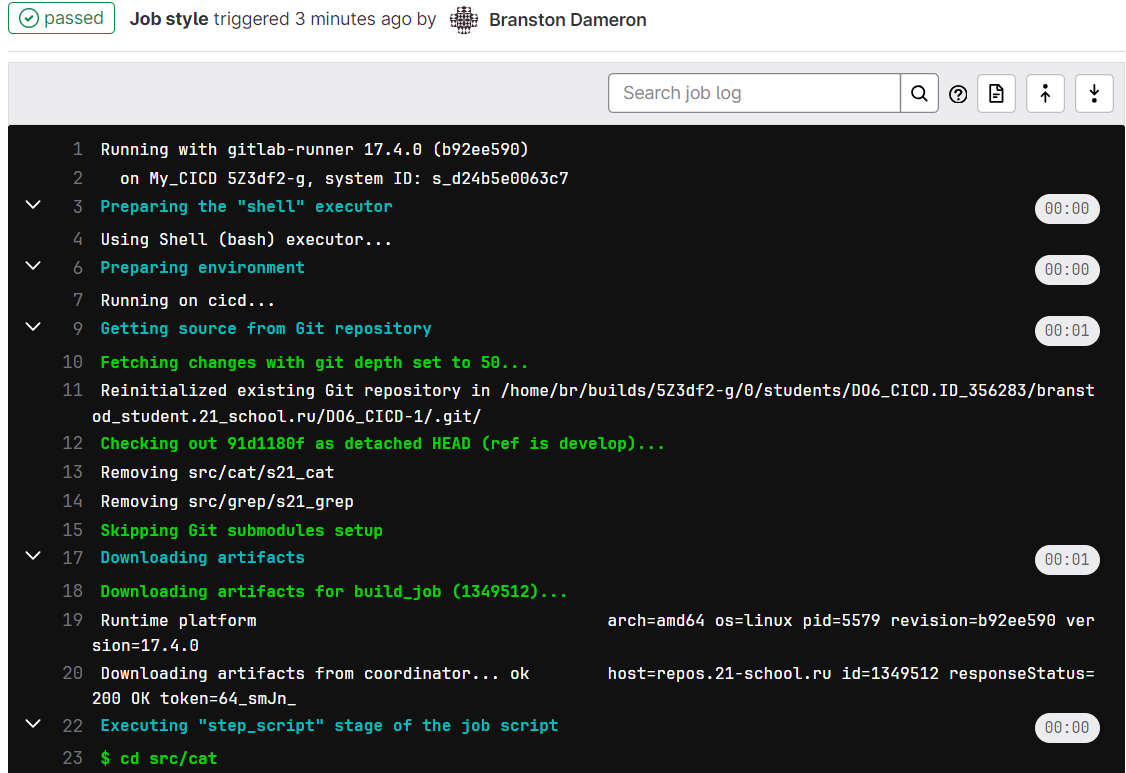 passed Job style triggered 3 minutes ago by Branston Dameron
Search job log
1 Running with gitlab-runner 17.4.0 (b92ee590)
2 on My_CICD 5Z3df2-g, system ID: s_d24b5e0063c7
3 Preparing the "shell" executor 00:00
4 Using Shell (bash) executor...
6 Preparing environment 00:00
7 Running on cicd...
9 Getting source from Git repository 00:01
10 Fetching changes with git depth set to 50...
11 Reinitialized existing Git repository in /home/br/builds/5Z3df2-g/0/students/DO6_CICD.ID_356283/branst
od_student.21_school.ru/DO6_CICD-1/.git/
12 Checking out 91d1180f as detached HEAD (ref is develop)...
13 Removing src/cat/s21_cat
14 Removing src/grep/s21_grep
15 Skipping Git submodules setup
17 Downloading artifacts 00:01
18 Downloading artifacts for build_job (1349512)...
19 Runtime platform arch=amd64 os=linux pid=5579 revision=b92ee590 ver
sion=17.4.0
20 Downloading artifacts from coordinator... ok host=repos.21-school.ru id=1349512 responseStatus=
200 OK token=64_smJn_
22 Executing "step_script" stage of the job script 00:00
23 $ cd src/cat